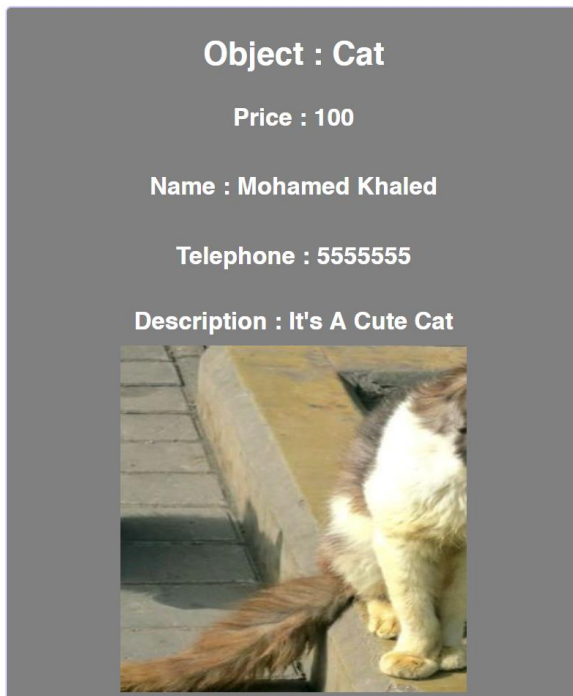 Object : Cat
Price : 100
Name : Mohamed Khaled
Telephone : 5555555
Description : It's A Cute Cat